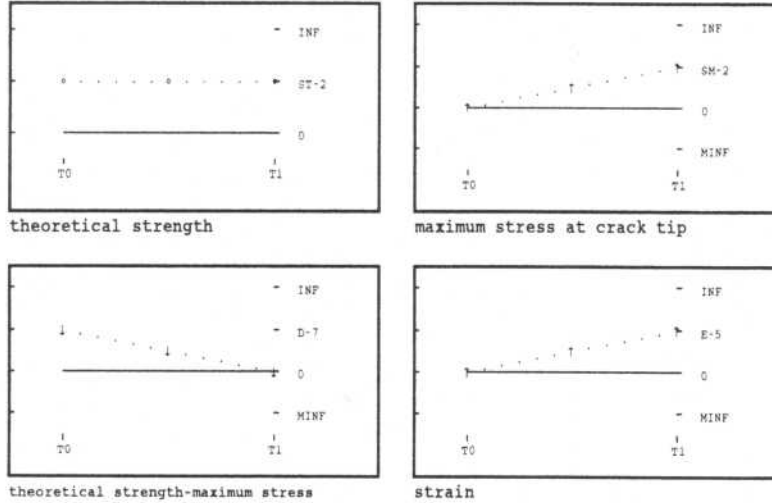 INF
ST-2
0
T0 T1
theoretical strength
INF
SM-2
0
MINF
T0 T1
maximum stress at crack tip
INF
D-7
0
MINF
T0 T1
theoretical strength-maximum stress
INF
E-5
0
MINF
T0 T1
strain